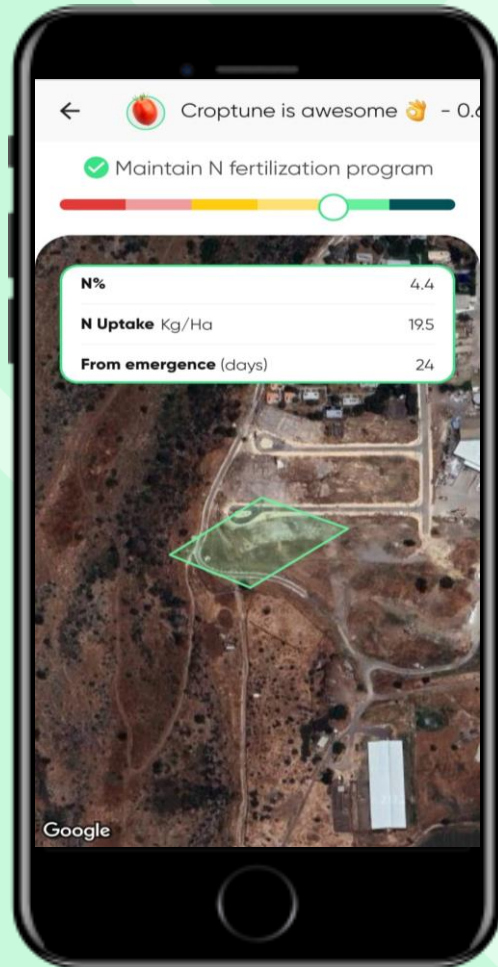 Croptune is awesome 👌 - 0.6
Maintain N fertilization program
N% 4.4
N Uptake Kg/Ha 19.5
From emergence (days) 24
Google